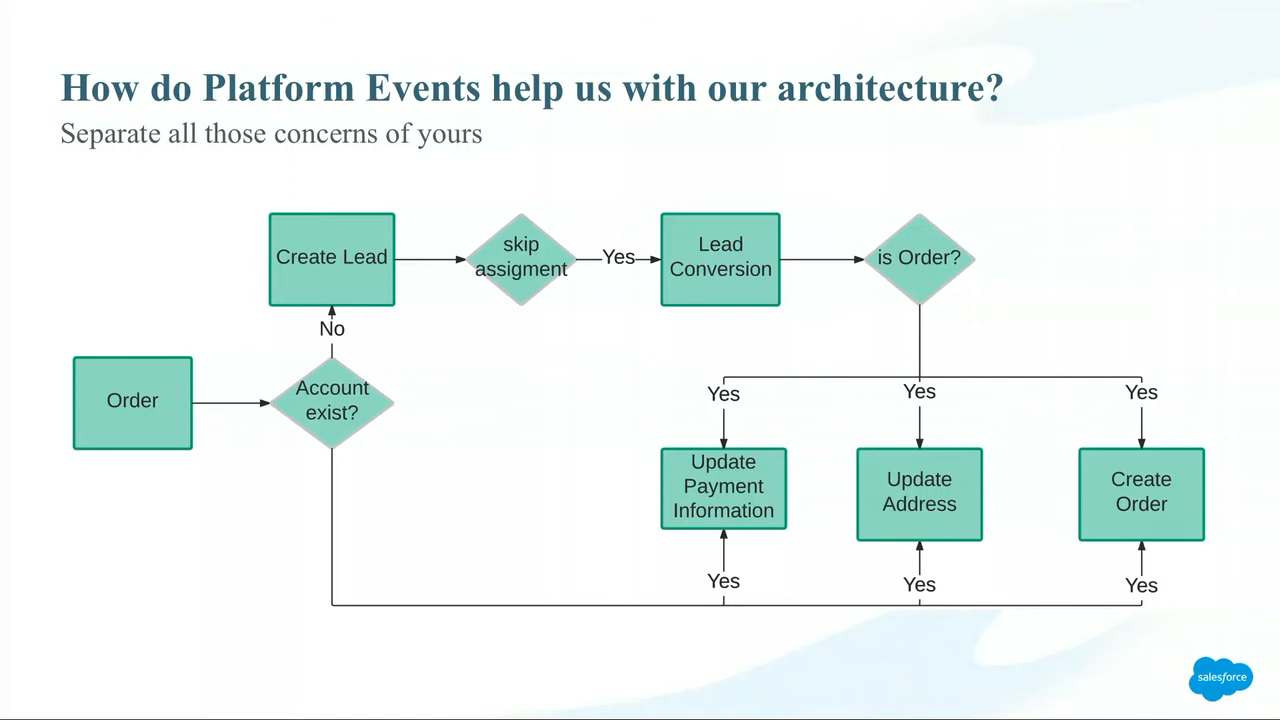 How do Platform Events help us with our architecture?
Separate all those concerns of yours
Create Lead
skip
assigment
Yes
Lead
Conversion
is Order?
No
Order
Account
exist?
Yes
Yes
Yes
Update
Payment
Information
Update
Address
Create
Order
Yes
Yes
Yes
salesforce